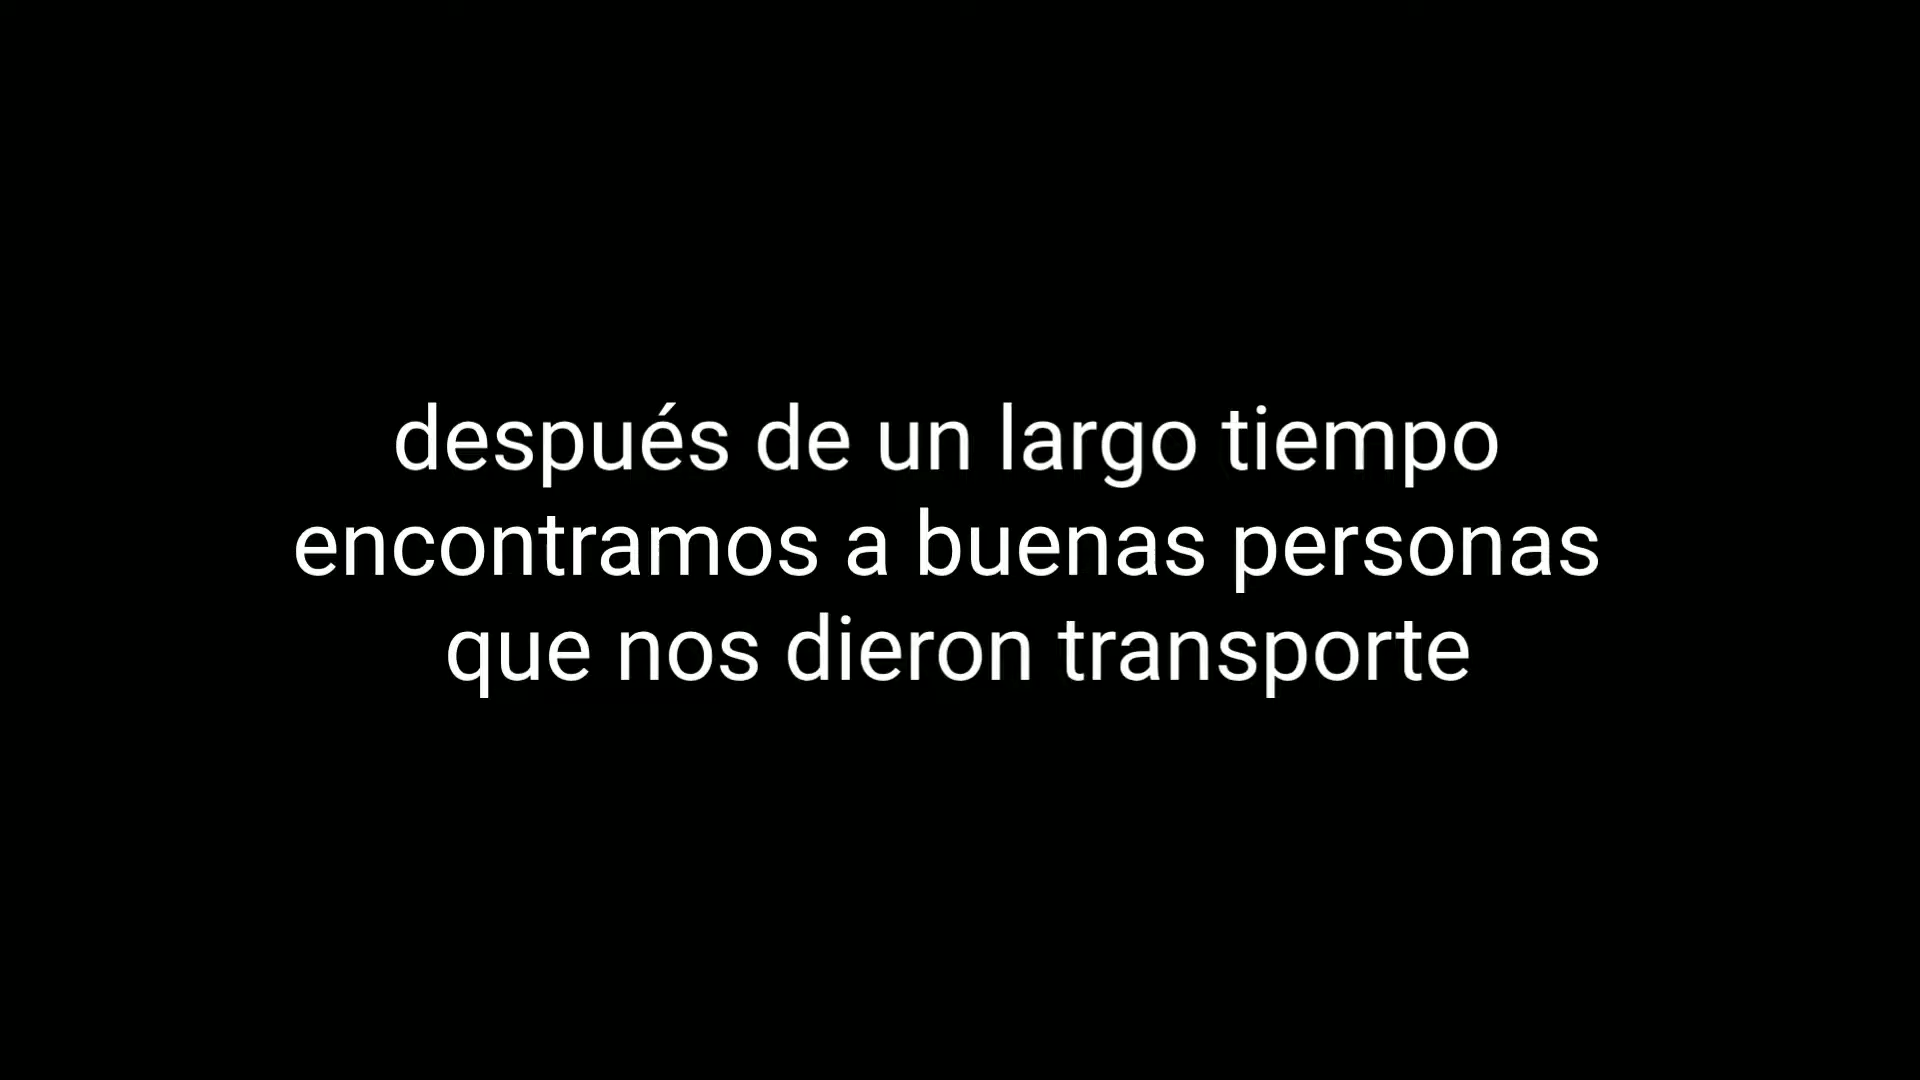 después de un largo tiempo
encontramos a buenas personas
que nos dieron transporte